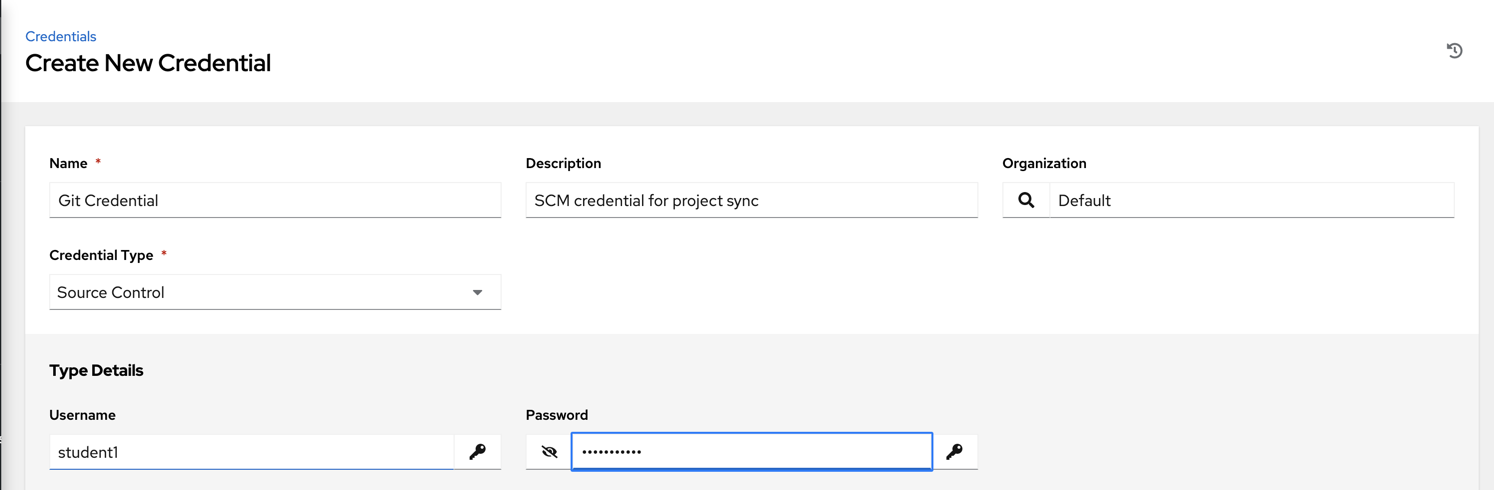 Credentials
Create New Credential
Name *
Description
Organization
Git Credential
SCM credential for project sync
Default
Credential Type *
Source Control
Type Details
Username
Password
student1
•••••••••••